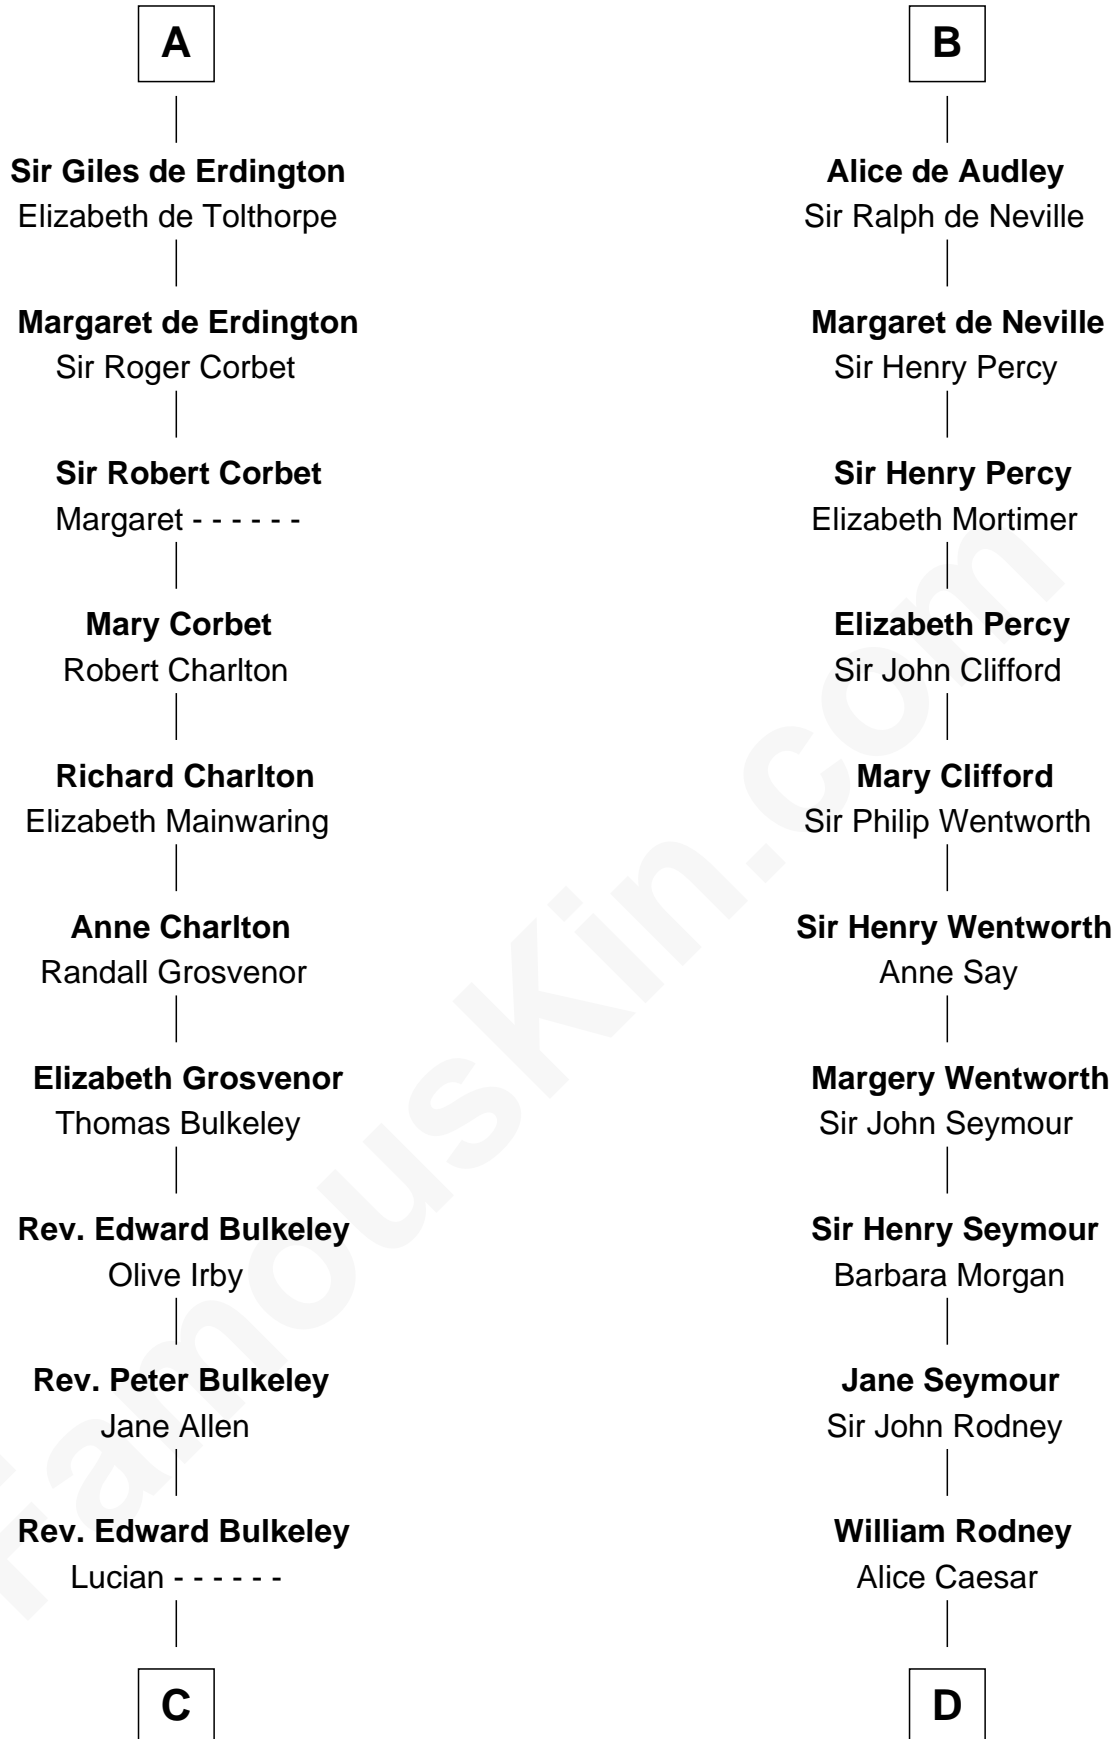 A
Sir Giles de Erdington
Elizabeth de Tolthorpe
Margaret de Erdington
Sir Roger Corbet
Sir Robert Corbet
Margaret - - - - - -
Mary Corbet
Robert Charlton
Richard Charlton
Elizabeth Mainwaring
Anne Charlton
Randall Grosvenor
Elizabeth Grosvenor
Thomas Bulkeley
Rev. Edward Bulkeley
Olive Irby
Rev. Peter Bulkeley
Jane Allen
Rev. Edward Bulkeley
Lucian - - - - - -
C
B
Alice de Audley
Sir Ralph de Neville
Margaret de Neville
Sir Henry Percy
Sir Henry Percy
Elizabeth Mortimer
Elizabeth Percy
Sir John Clifford
Mary Clifford
Sir Philip Wentworth
Sir Henry Wentworth
Anne Say
Margery Wentworth
Sir John Seymour
Sir Henry Seymour
Barbara Morgan
Jane Seymour
Sir John Rodney
William Rodney
Alice Caesar
D
FamousKin.com